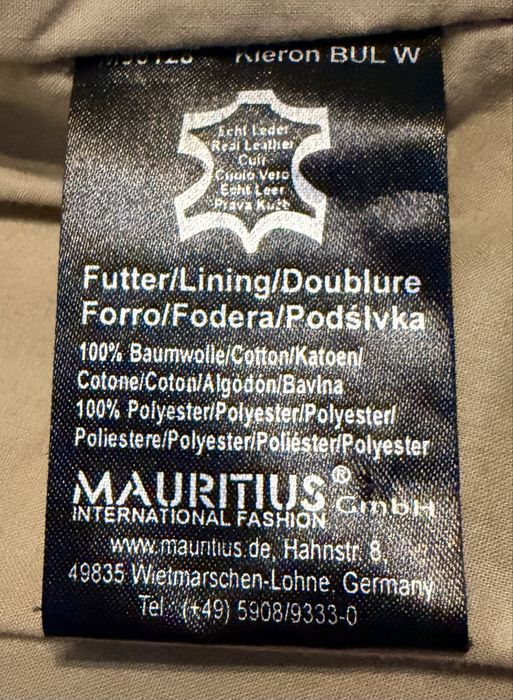 Kieron BUL W
Echt Leder
Real Leather
Cuir
Cuoio Vero
Echt Leer
Prava Kuže
Futter/Lining/Doublure
Forro/Fodera/Podšívka
100% Baumwolle/Cotton/Katoen/
Cotone/Coton/Algodón/Bavlna
100% Polyester/Polyester/Polyester/
Poliestere/Polyester/Poliéster/Polyester
MAURITIUS® GmbH
INTERNATIONAL FASHION
www.mauritius.de, Hahnstr. 8,
49835 Wietmarschen-Lohne, Germany
Tel.: (+49) 5908/9333-0